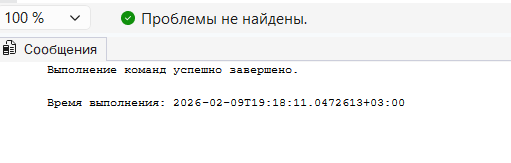 100 %
Проблемы не найдены.
Сообщения
Выполнение команд успешно завершено.
Время выполнения: 2026-02-09T19:18:11.0472613+03:00